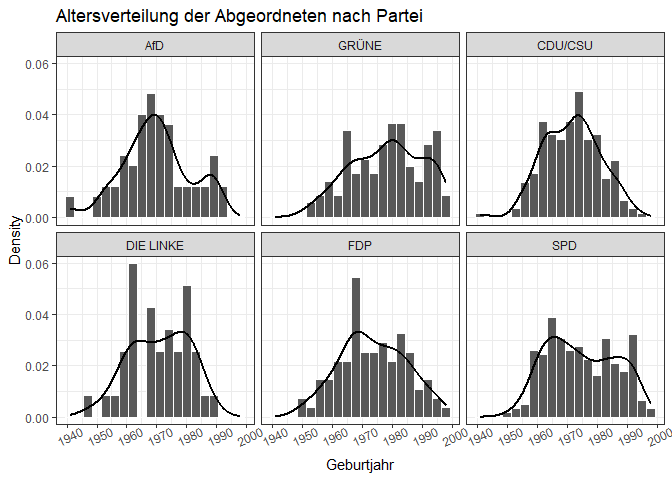 Altersverteilung der Abgeordneten nach Partei
AfD GRÜNE CDU/CSU
0.06
0.04
0.02
0.00
DIE LINKE FDP SPD
0.06
0.04
0.02
0.00
Density
1940 1950 1960 1970 1980 1990 2000 1940 1950 1960 1970 1980 1990 2000 1940 1950 1960 1970 1980 1990 2000
Geburtjahr